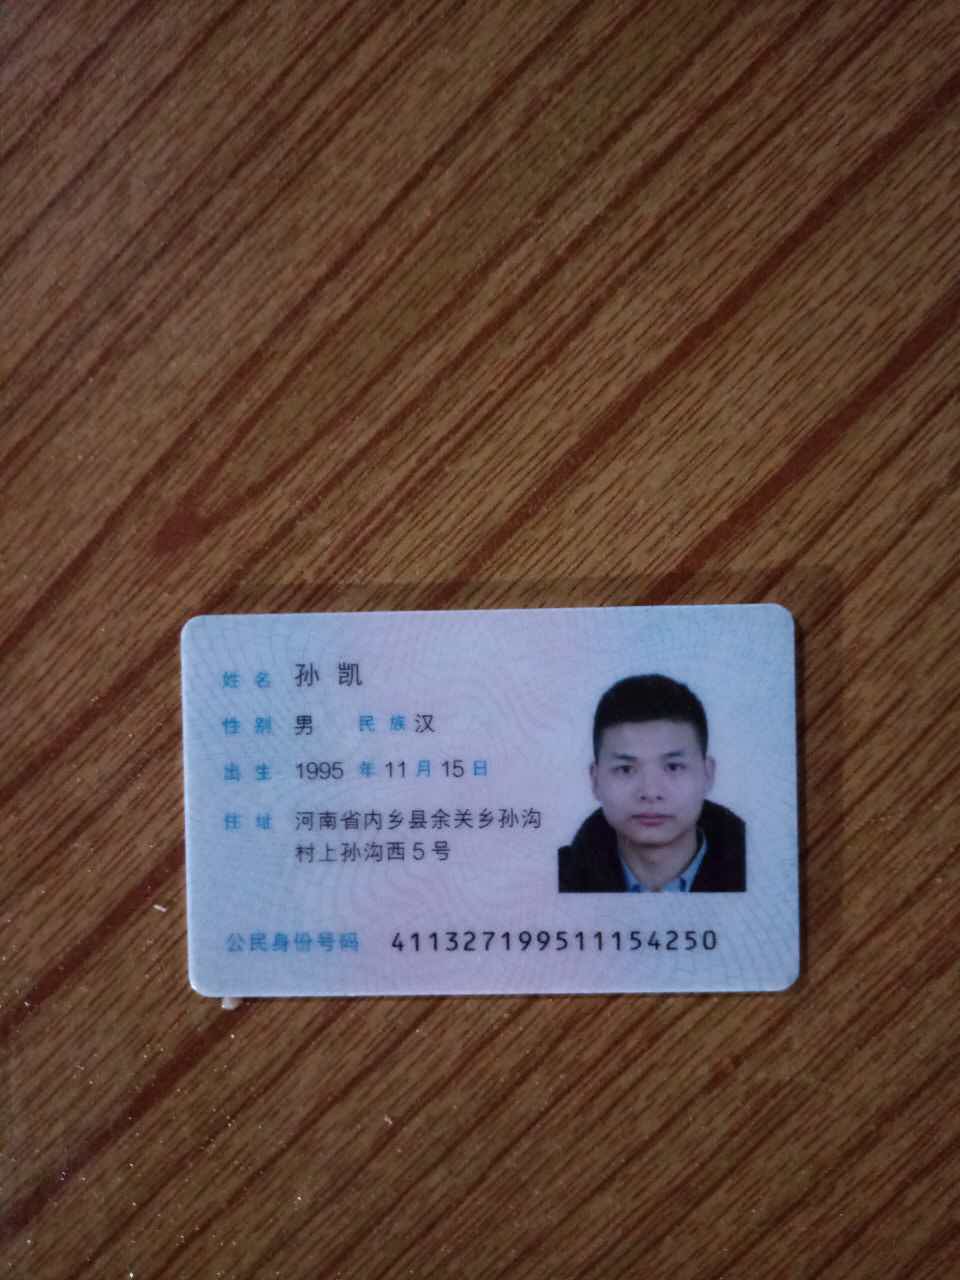 姓名 孙凯
性别 男 民族 汉
出生 1995 年 11 月 15 日
住址 河南省内乡县余关乡孙沟
村上孙沟西5号
公民身份号码 411327199511154250